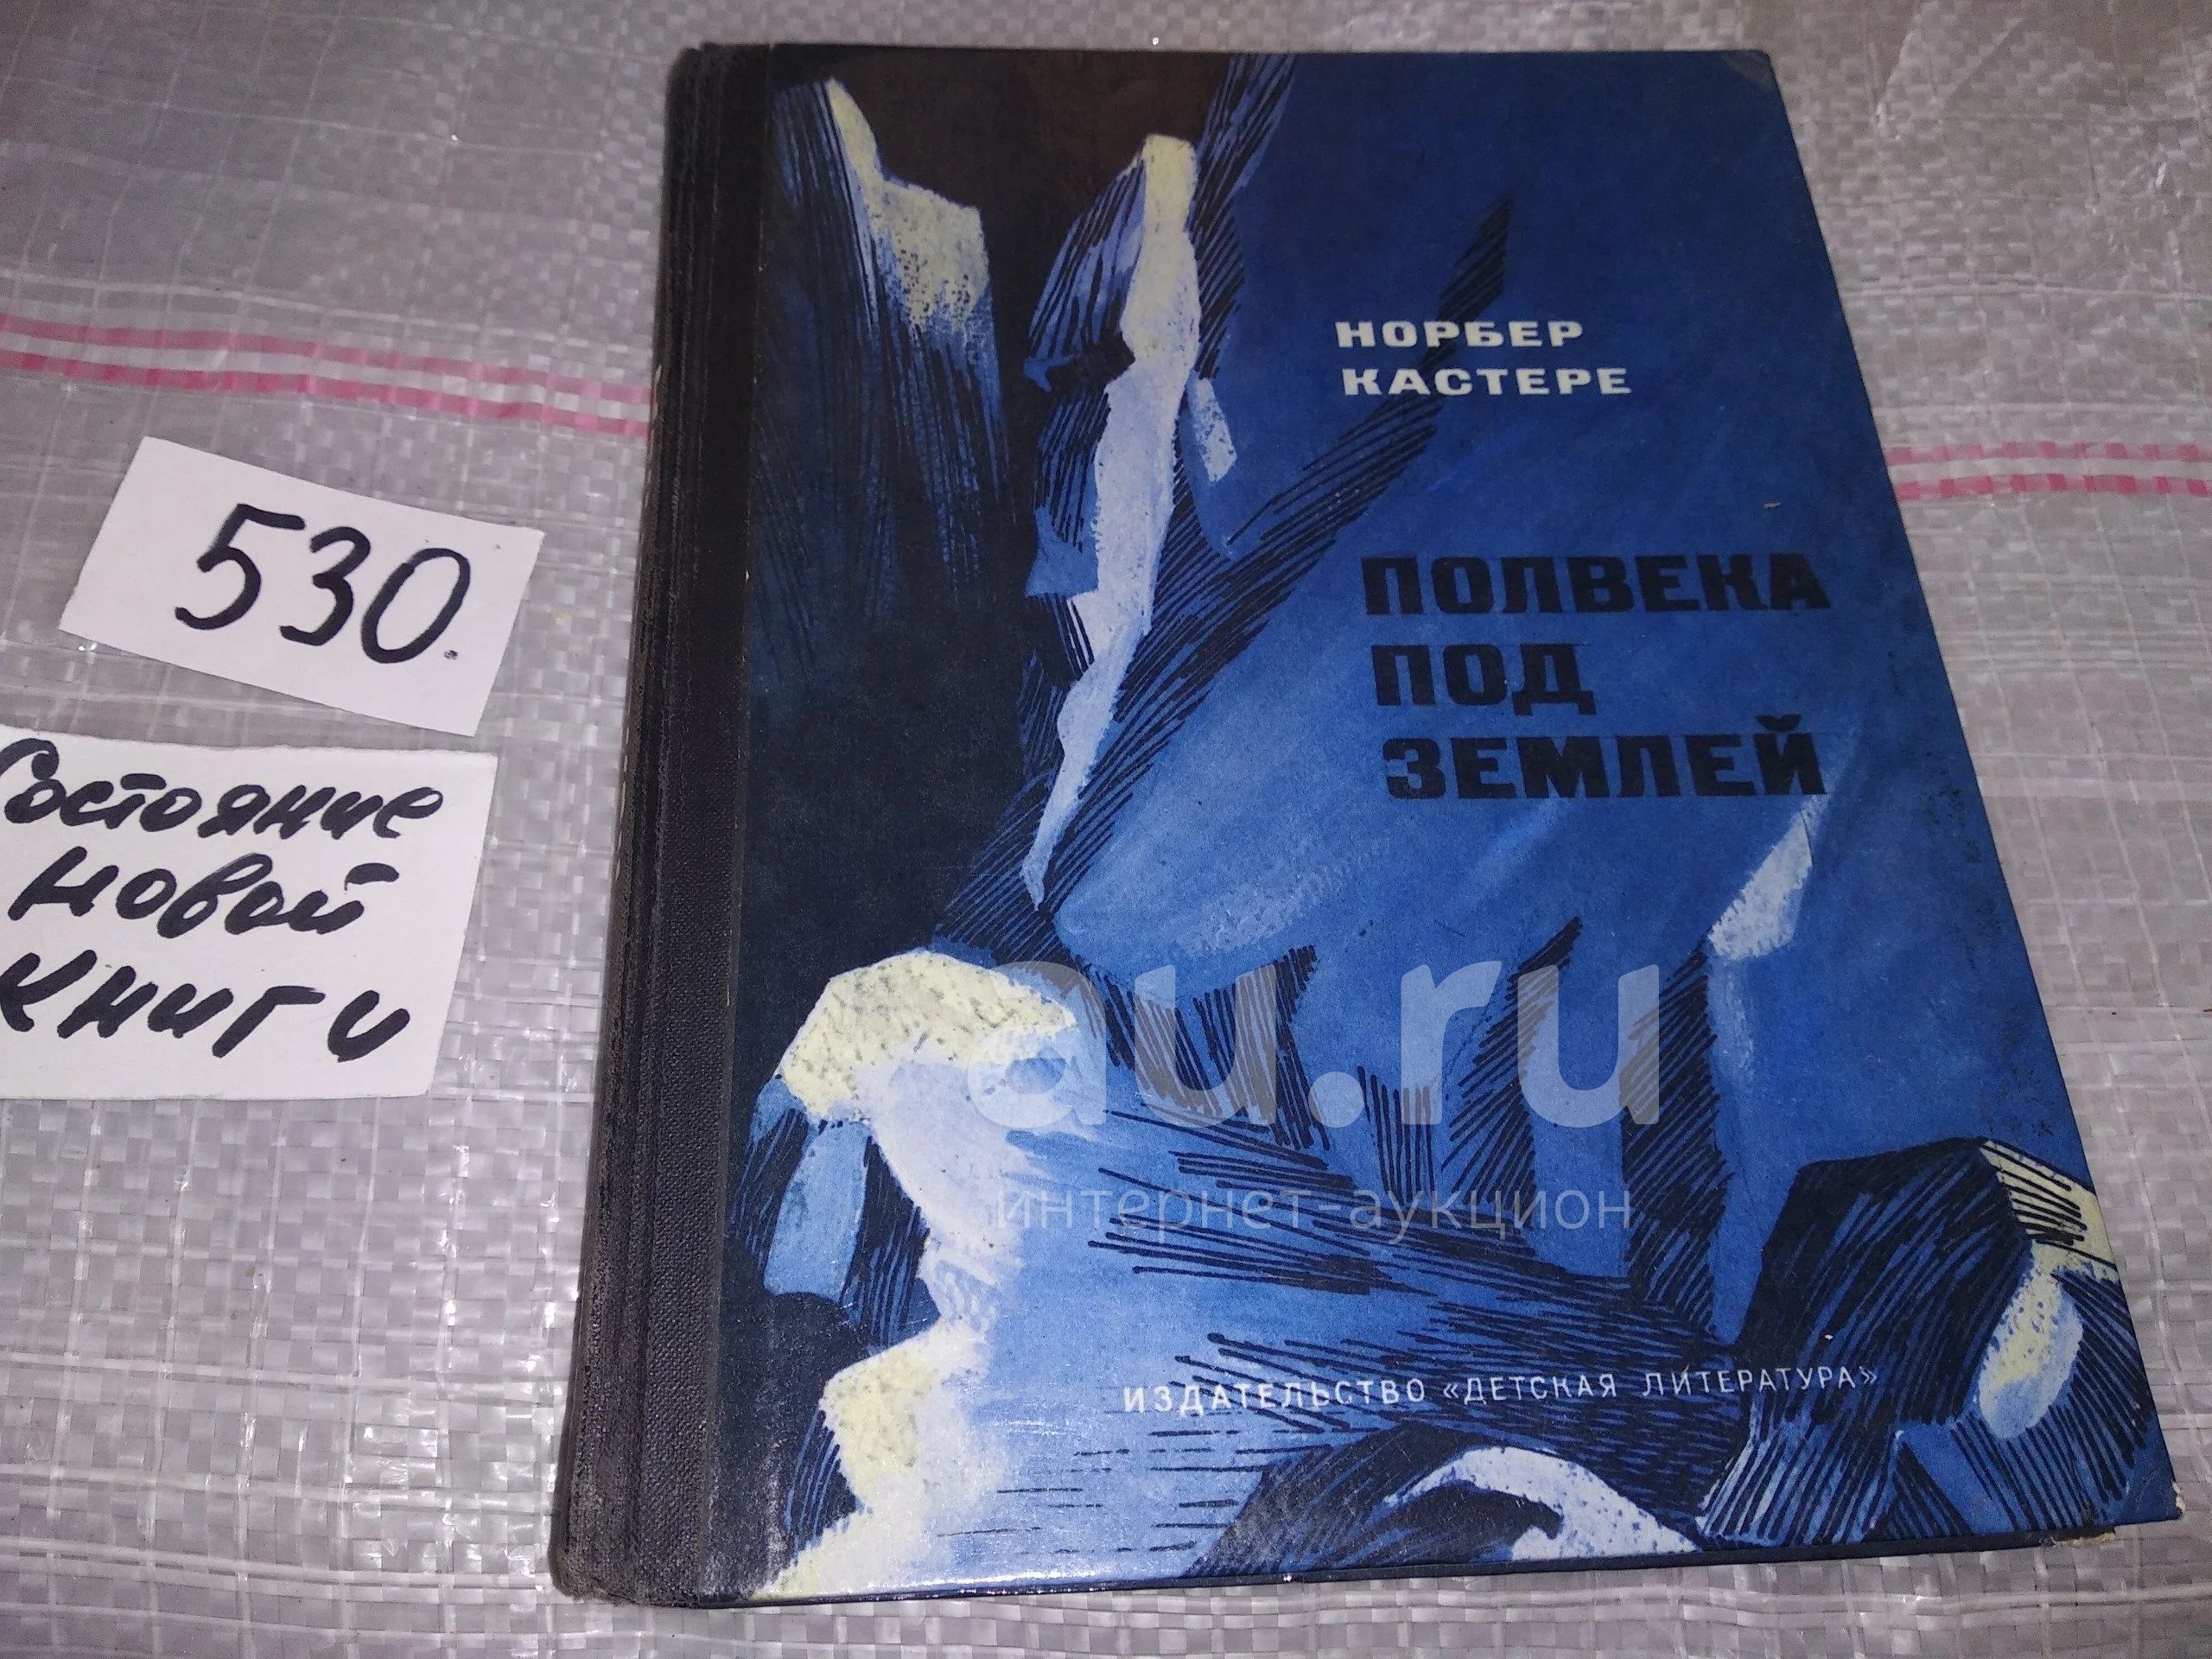 НОРБЕР
КАСТЕРЕ
ПОЛВЕКА
ПОД
ЗЕМЛЕЙ
530.
Состояние
новой
книги
au.ru
интернет-аукцион
ИЗДАТЕЛЬСТВО «ДЕТСКАЯ ЛИТЕРАТУРА»